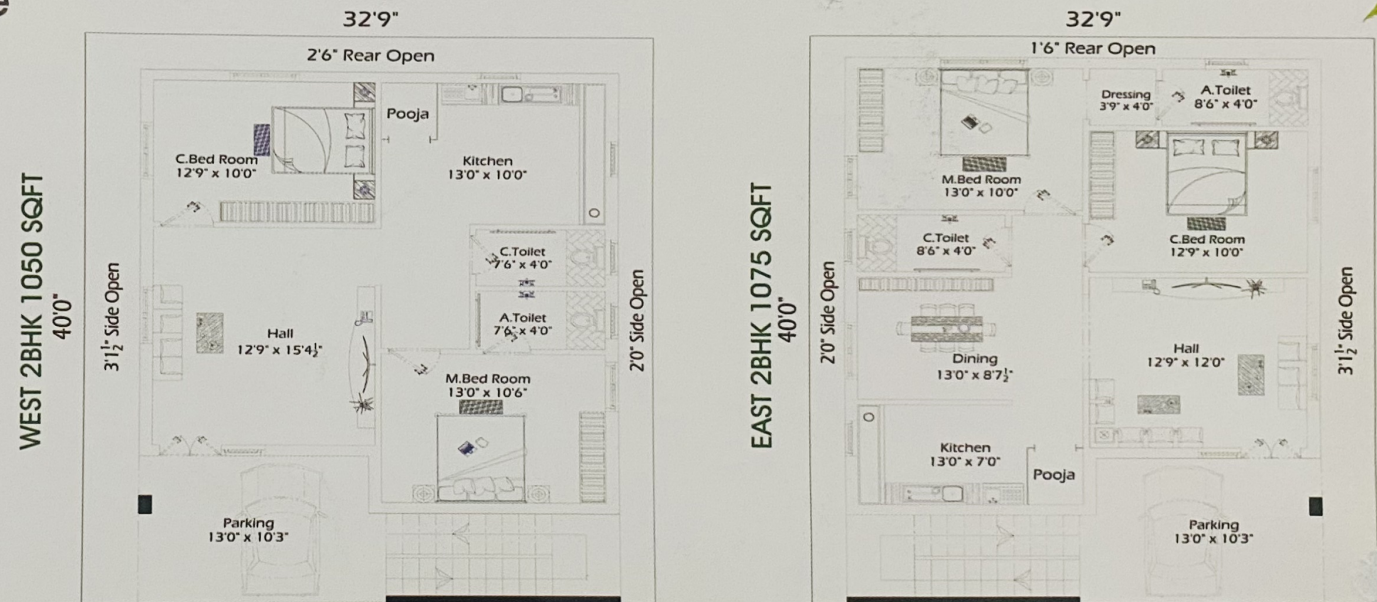 32'9"
2'6" Rear Open
WEST 2BHK 1050 SQFT
40'0"
3'1½" Side Open
2'0" Side Open
C.Bed Room
12'9" x 10'0"
Pooja
Kitchen
13'0" x 10'0"
C.Toilet
7'6" x 4'0"
A.Toilet
7'6" x 4'0"
Hall
12'9" x 15'4½"
M.Bed Room
13'0" x 10'6"
Parking
13'0" x 10'3"
32'9"
1'6" Rear Open
EAST 2BHK 1075 SQFT
40'0"
2'0" Side Open
3'1½" Side Open
Dressing
3'9" x 4'0"
A.Toilet
8'6" x 4'0"
M.Bed Room
13'0" x 10'0"
C.Toilet
8'6" x 4'0"
C.Bed Room
12'9" x 10'0"
Dining
13'0" x 8'7½"
Hall
12'9" x 12'0"
Kitchen
13'0" x 7'0"
Pooja
Parking
13'0" x 10'3"